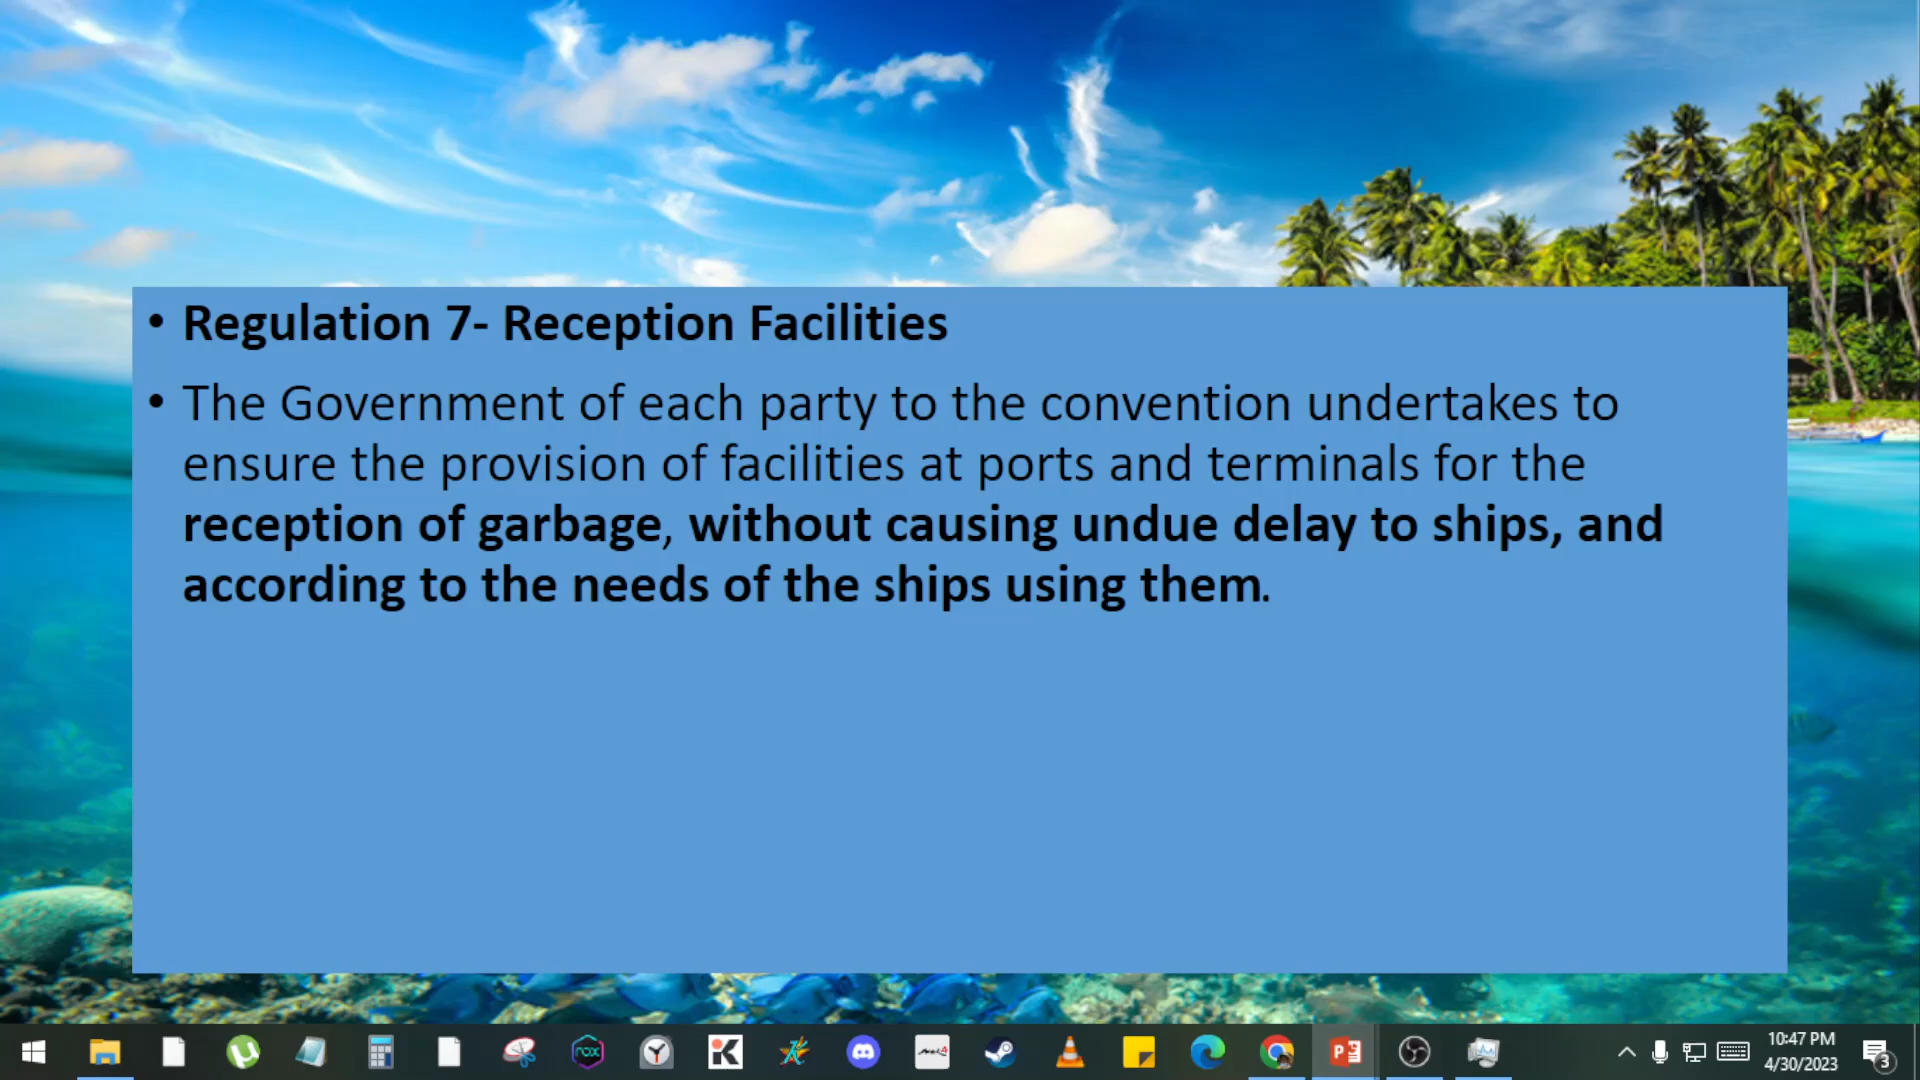 • Regulation 7- Reception Facilities
• The Government of each party to the convention undertakes to
ensure the provision of facilities at ports and terminals for the
reception of garbage, without causing undue delay to ships, and
according to the needs of the ships using them.
nox
10:47 PM
4/30/2023
3